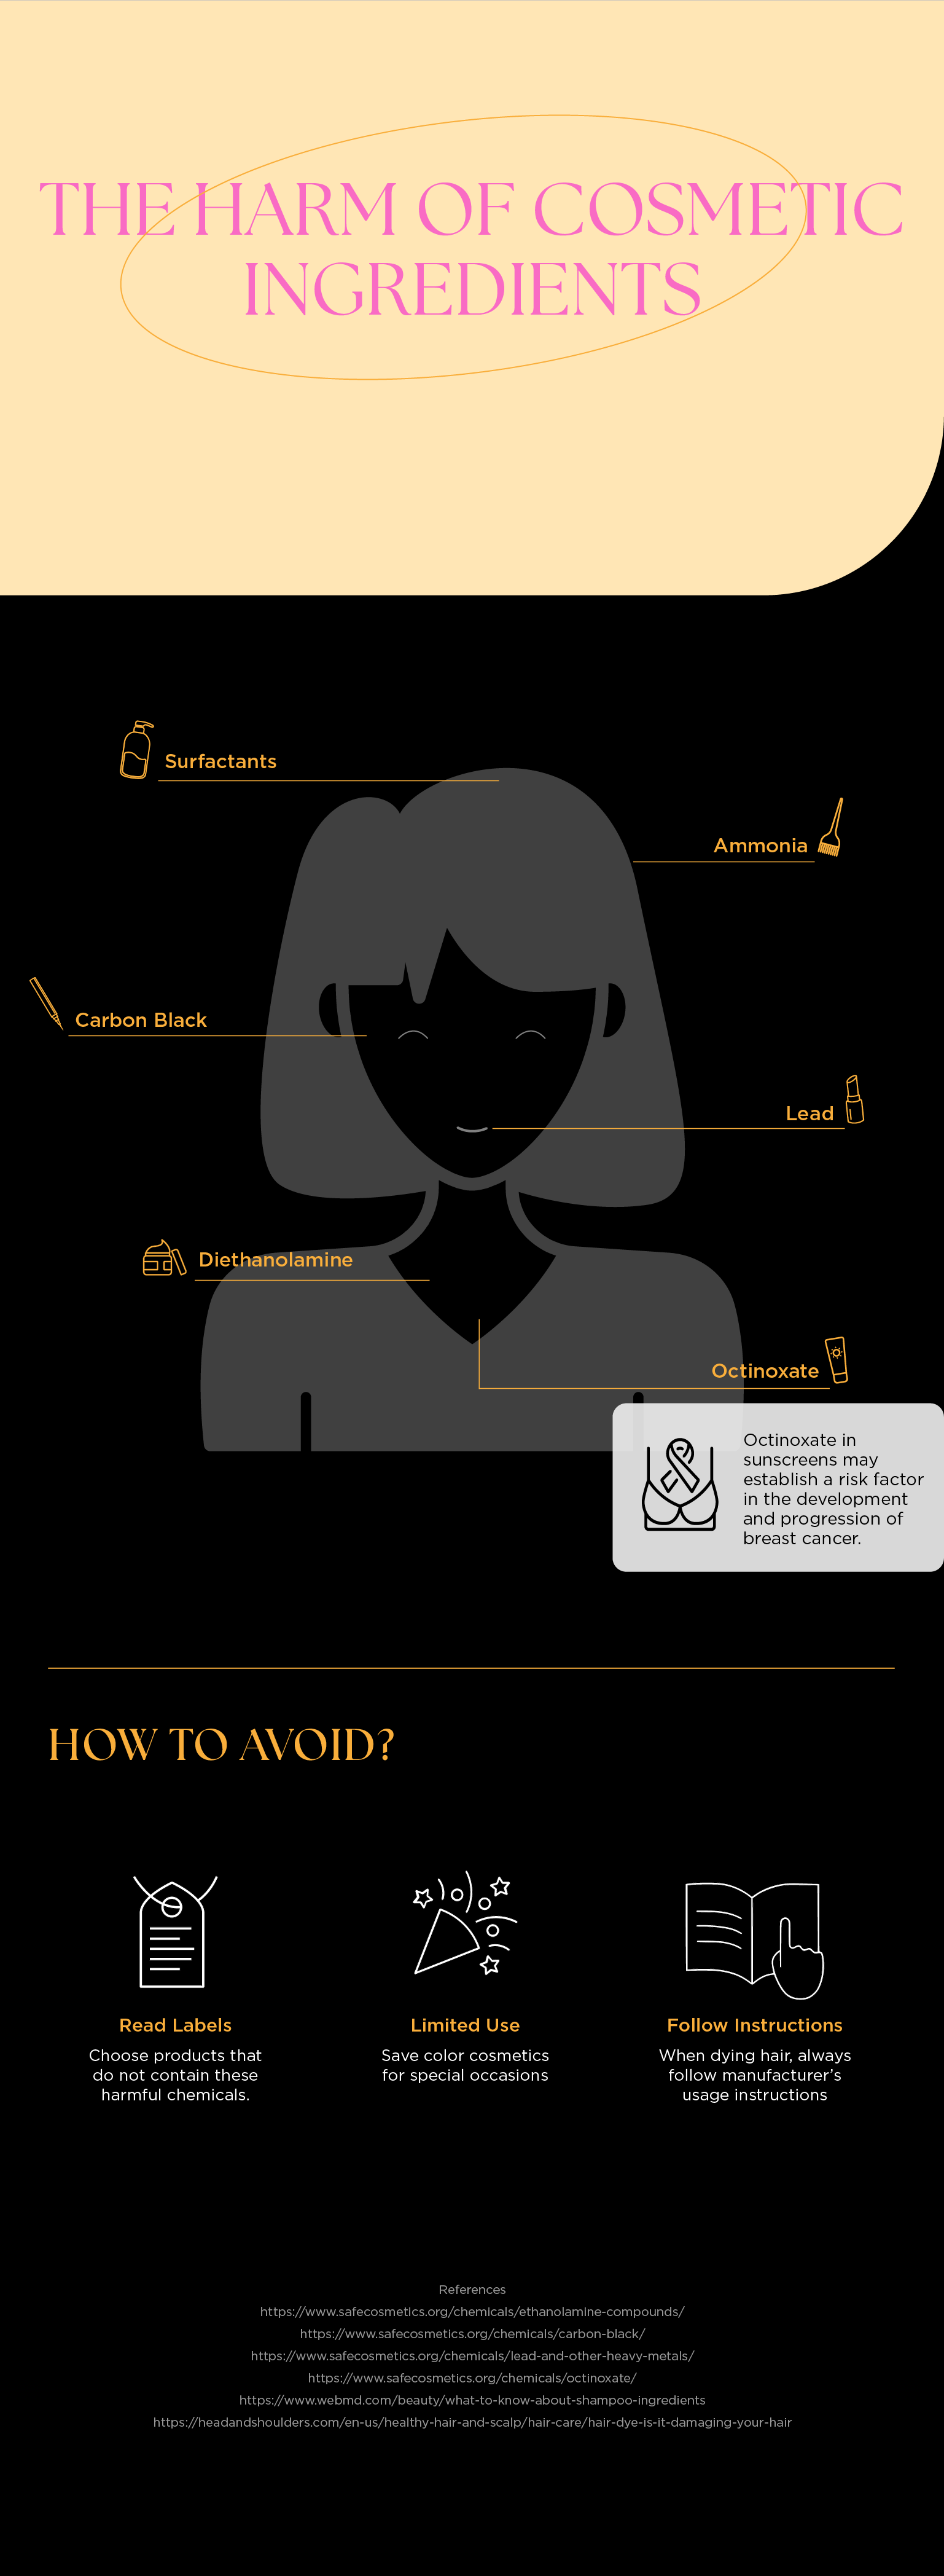 THE HARM OF COSMETIC
INGREDIENTS
Surfactants
Ammonia
Carbon Black
Lead
Diethanolamine
Octinoxate
Octinoxate in
sunscreens may
establish a risk factor
in the development
and progression of
breast cancer.
HOW TO AVOID?
Read Labels
Choose products that
do not contain these
harmful chemicals.
Limited Use
Save color cosmetics
for special occasions
Follow Instructions
When dying hair, always
follow manufacturer's
usage instructions
References
https://www.safecosmetics.org/chemicals/ethanolamine-compounds/
https://www.safecosmetics.org/chemicals/carbon-black/
https://www.safecosmetics.org/chemicals/lead-and-other-heavy-metals/
https://www.safecosmetics.org/chemicals/octinoxate/
https://www.webmd.com/beauty/what-to-know-about-shampoo-ingredients
https://headandshoulders.com/en-us/healthy-hair-and-scalp/hair-care/hair-dye-is-it-damaging-your-hair